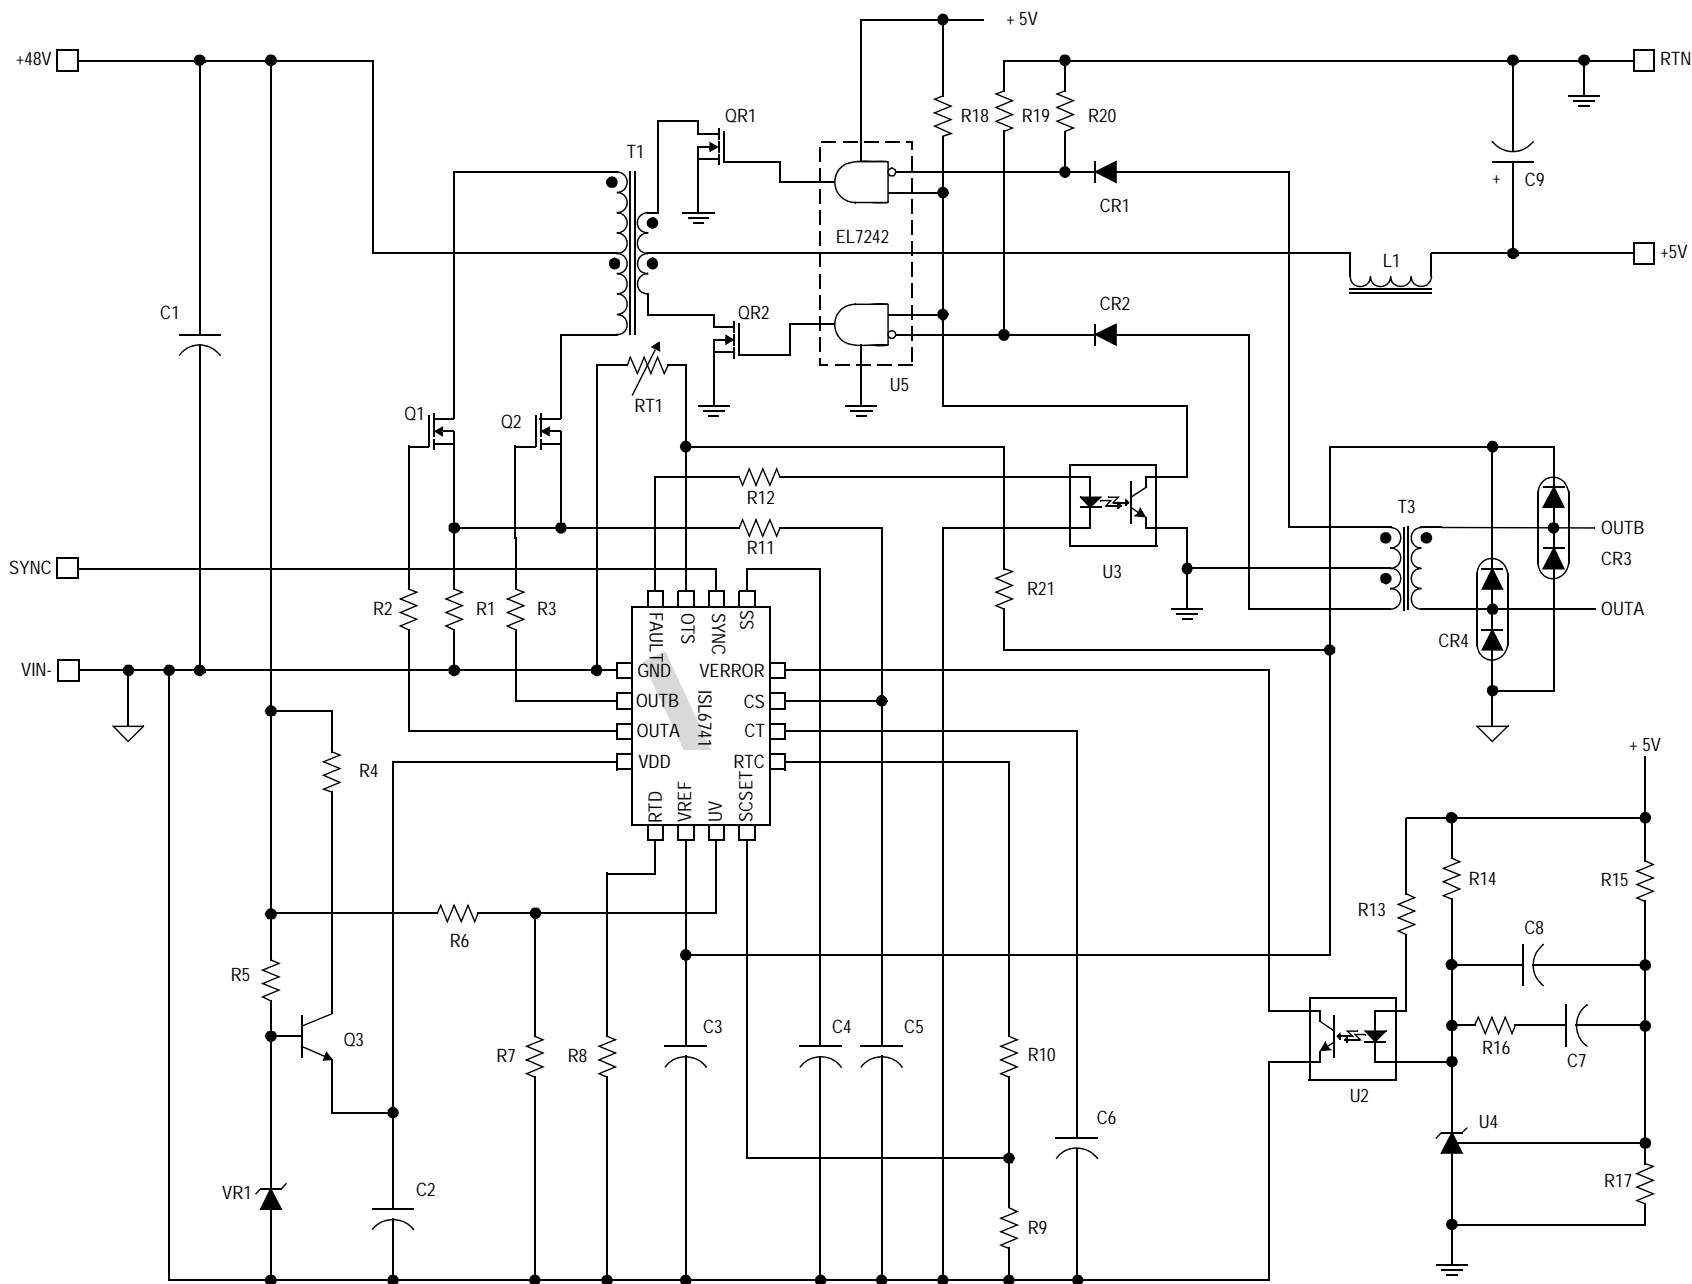 + 5V
+48V
RTN
R18
R19
R20
QR1
T1
CR1
C9
+
EL7242
L1
+5V
CR2
C1
QR2
U5
RT1
Q1
Q2
R12
T3
OUTB
R11
CR3
SYNC
U3
R21
R2
R1
R3
OUTA
FAULT
OTS
SYNC
SS
CR4
VIN-
GND
VERROR
OUTB
CS
ISL6741
OUTA
CT
+ 5V
VDD
RTC
R4
RTD
VREF
UV
SCSET
R14
R15
R13
C8
R6
R5
Q3
C3
C4
C5
R7
R8
R10
R16
C7
U2
C6
U4
R17
VR1
C2
R9